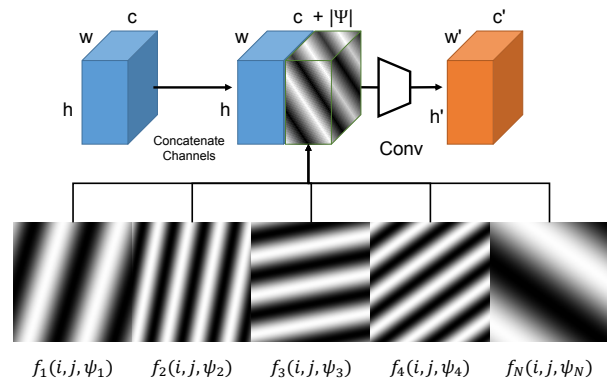 c
w
h
c + |Ψ|
w
h
c'
w'
h'
Concatenate
Channels
Conv
f₁(i, j, ψ₁)
f₂(i, j, ψ₂)
f₃(i, j, ψ₃)
f₄(i, j, ψ₄)
f_N(i, j, ψ_N)